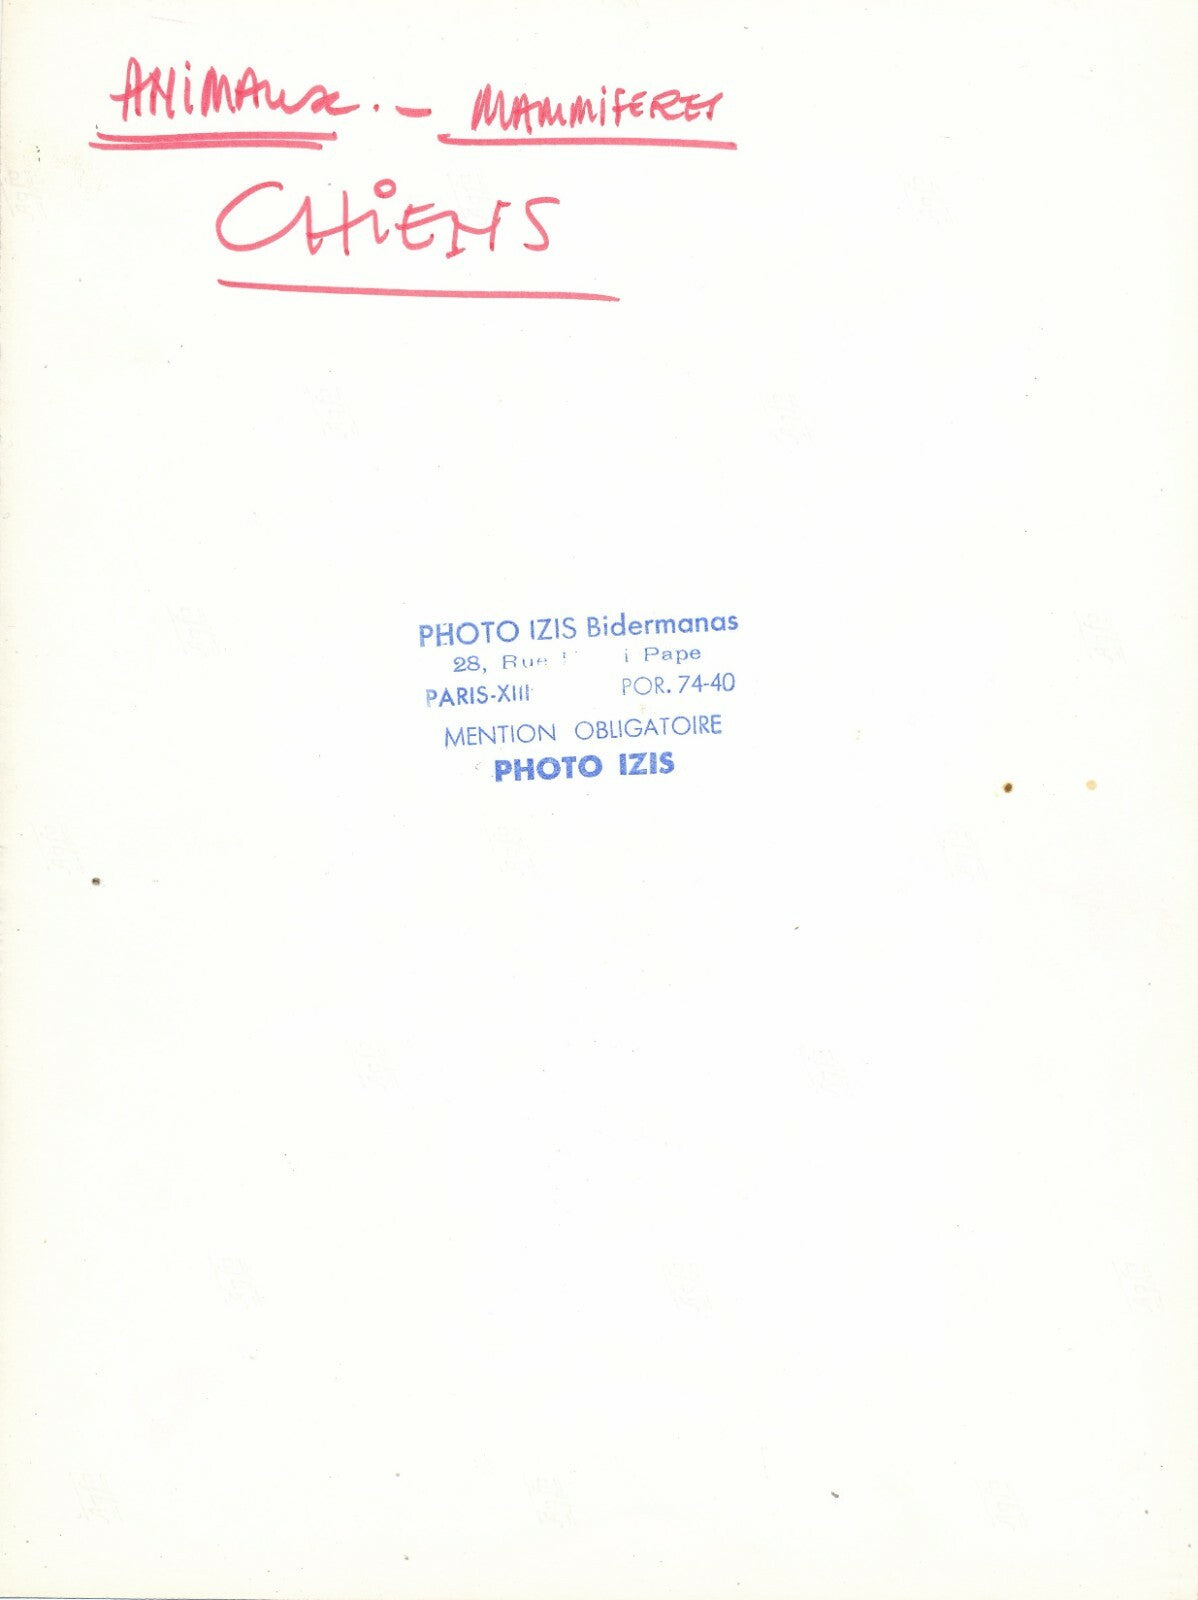 ANIMAUX. - MAMMIFERES
CHIENS
PHOTO IZIS Bidermanas
28, Rue Pape
PARIS-XIII POR. 74-40
MENTION OBLIGATOIRE
PHOTO IZIS